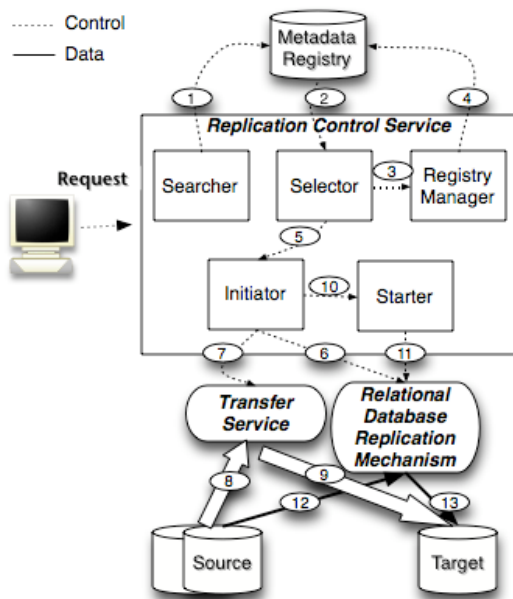 Control
Data
Metadata
Registry
1
2
4
Replication Control Service
Request
Searcher
Selector
3
Registry
Manager
5
Initiator
10
Starter
7
6
11
Transfer
Service
Relational
Database
Replication
Mechanism
8
9
12
13
Source
Target